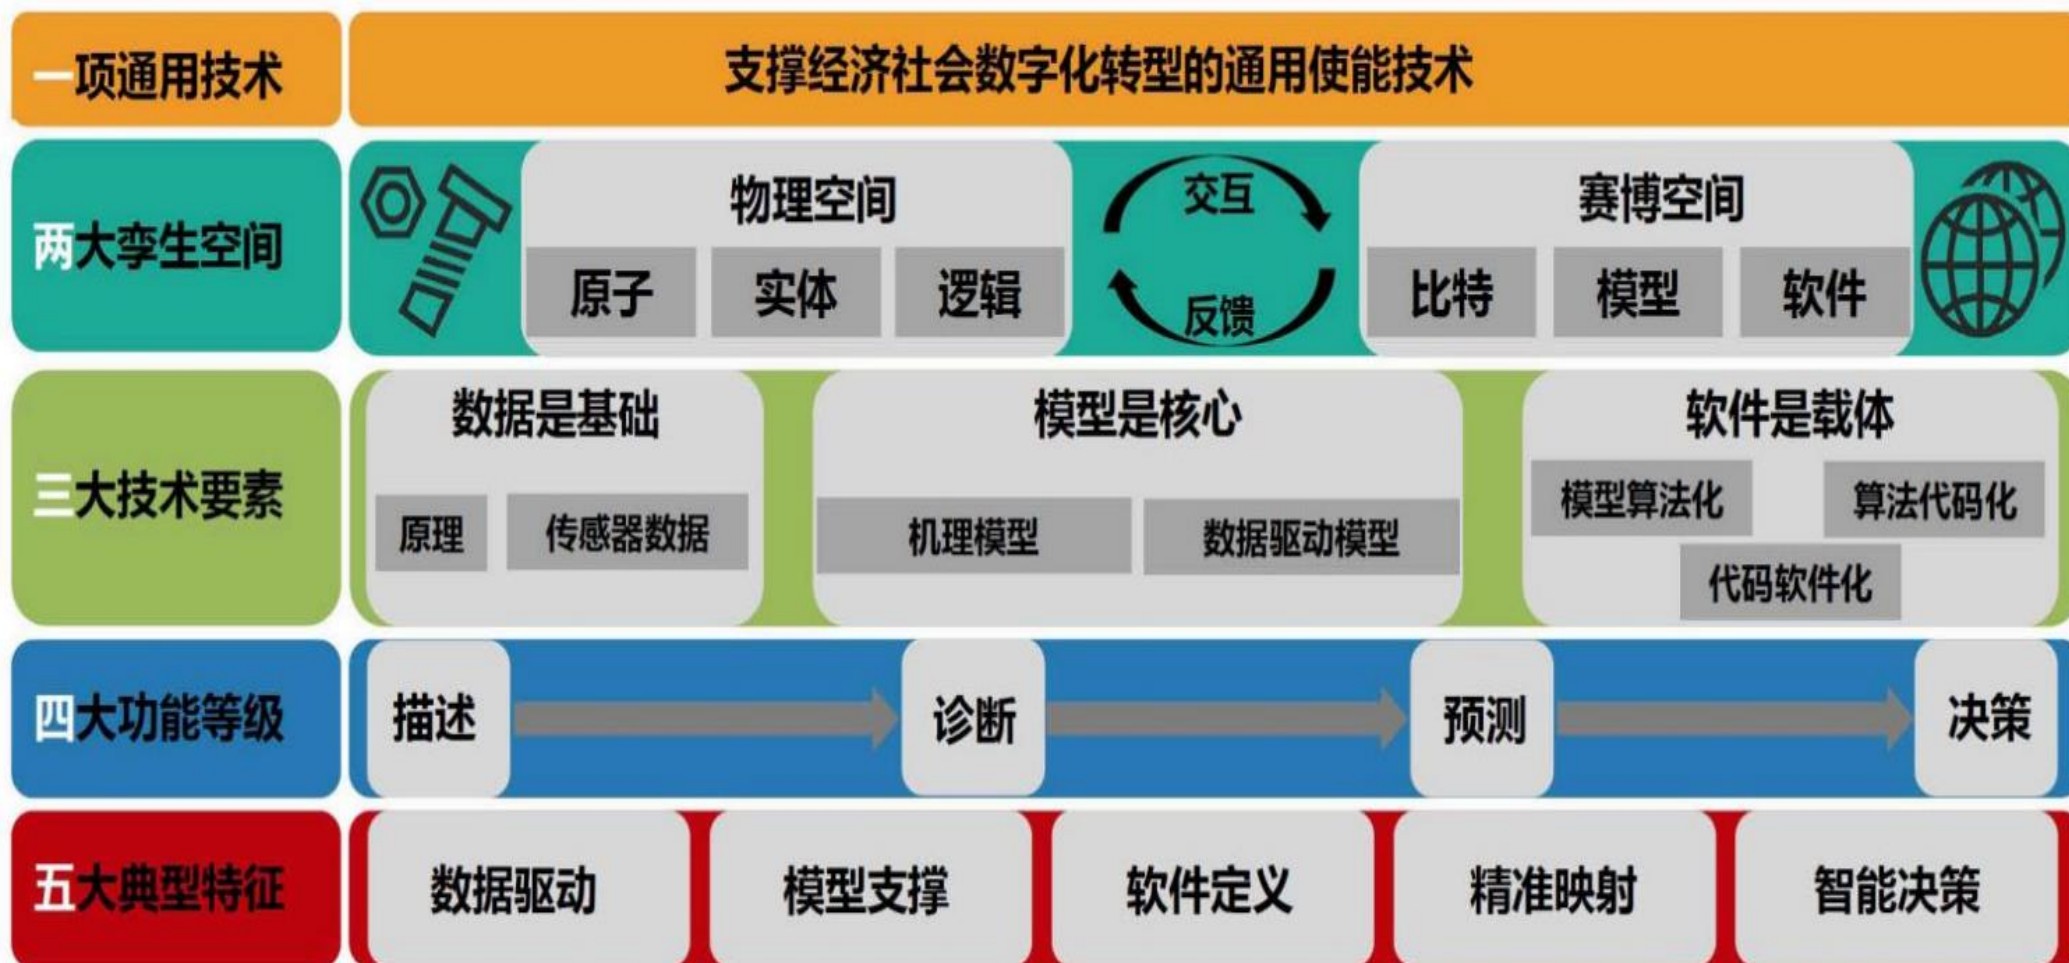 一项通用技术
支撑经济社会数字化转型的通用使能技术
两大孪生空间
物理空间
原子
实体
逻辑
交互
反馈
赛博空间
比特
模型
软件
三大技术要素
数据是基础
原理
传感器数据
模型是核心
机理模型
数据驱动模型
软件是载体
模型算法化
算法代码化
代码软件化
四大功能等级
描述
诊断
预测
决策
五大典型特征
数据驱动
模型支撑
软件定义
精准映射
智能决策